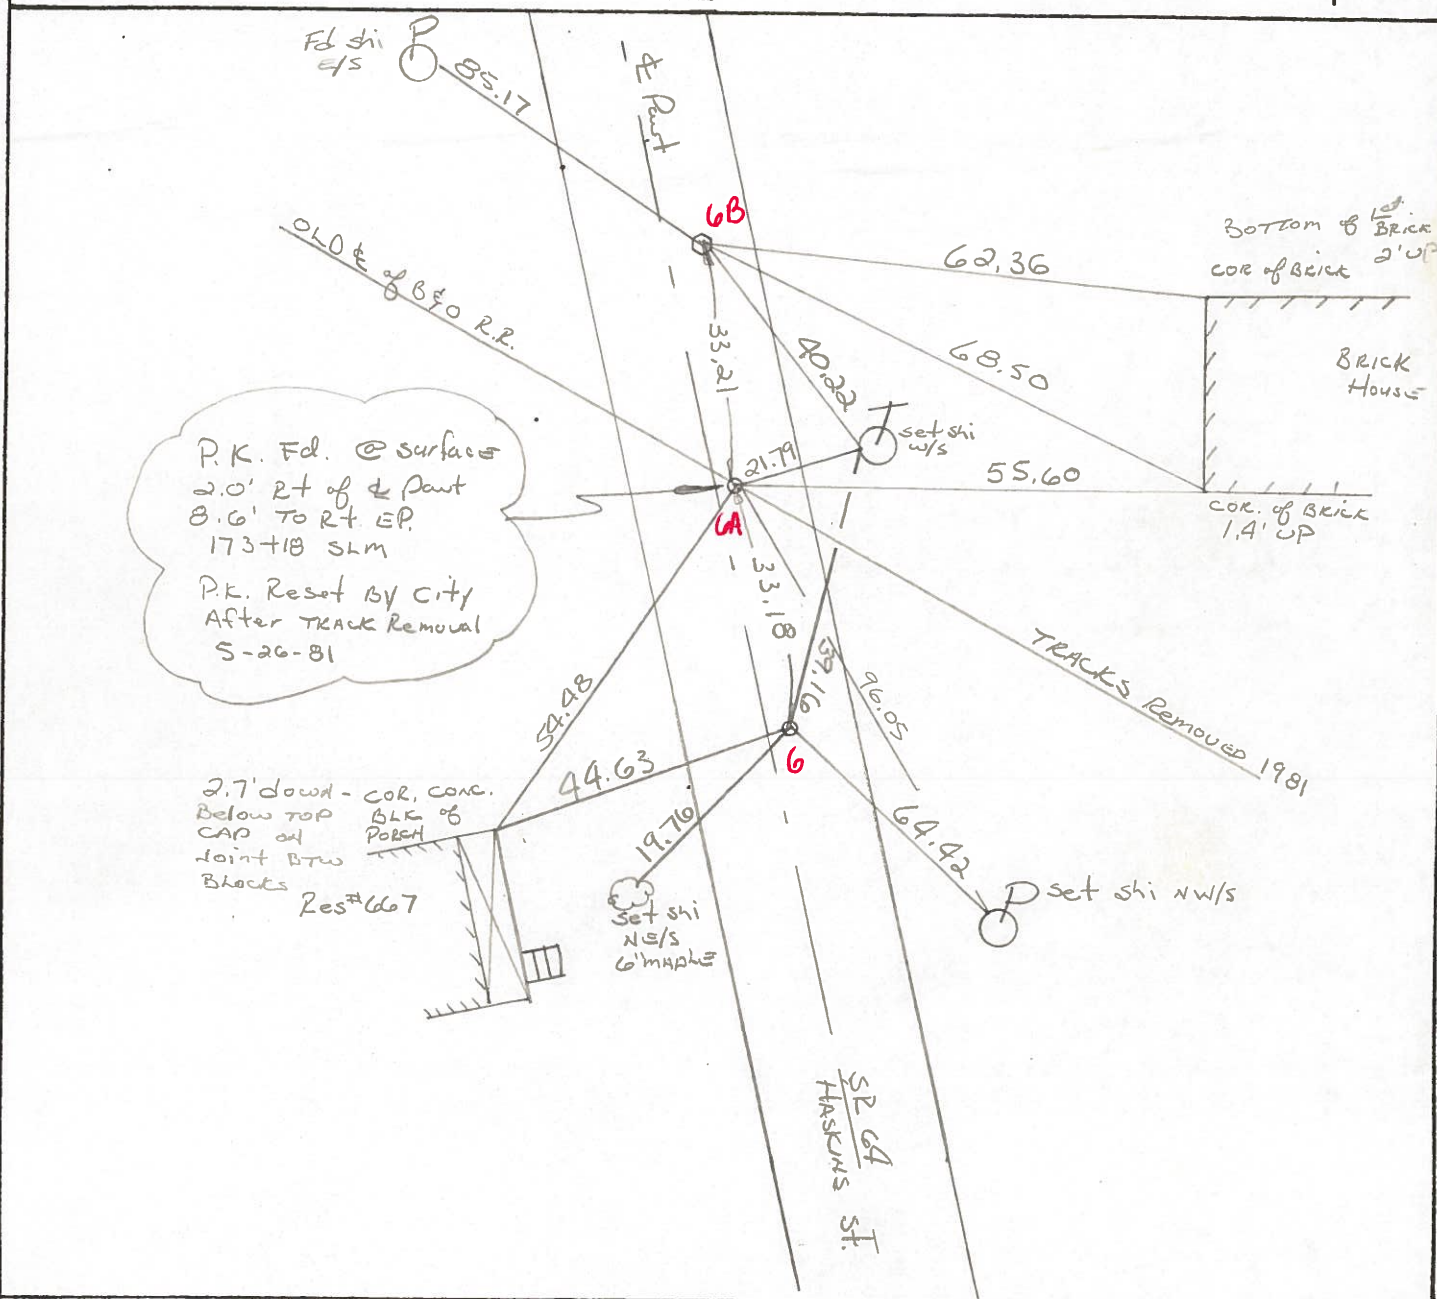 Fd shi
E/S
P
85.17
℄ Pavt
6B
OLD ℄ of B&O R.R.
62.36
Bottom of 1st
Brick
2' UP
COR of BRICK
33.21
40.22
68.50
BRICK
HOUSE
T
set shi
W/S
21.79
55.60
6A
COR. of BRICK
1.4' UP
P.K. Fd. @ surface
2.0' Rt of ℄ Pavt
8.6' TO Rt. EP.
173+18 SLM
P.K. Reset By City
After TRACK Removal
5-26-81
33.18
39.16
96.05
TRACKS Removed 1981
54.48
44.63
6
2.7' down -
Below TOP
CAP on
Joint BTW
BLOCKS
COR. CONC.
BLK of
PORCH
Res# 667
19.76
64.42
set shi
NE/S
6" MAPLE
P
set shi NW/S
SR 64
HASKINS St.